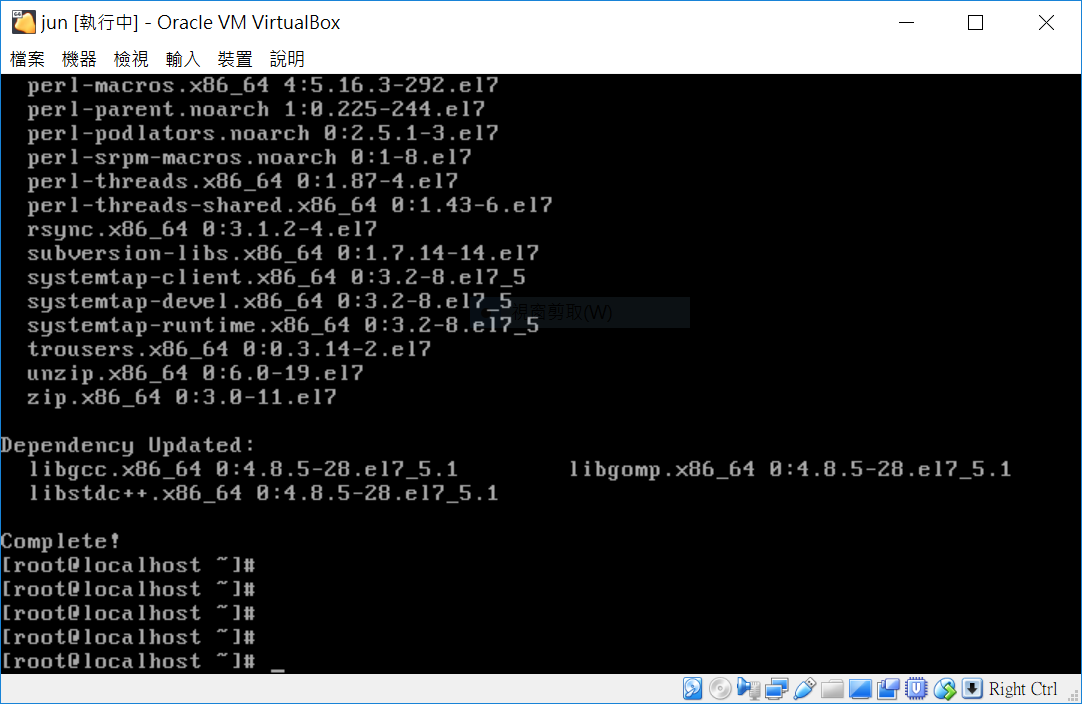 jun [執行中] - Oracle VM VirtualBox
檔案 機器 檢視 輸入 裝置 說明
perl-macros.x86_64 4:5.16.3-292.el7
perl-parent.noarch 1:0.225-244.el7
perl-podlators.noarch 0:2.5.1-3.el7
perl-srpm-macros.noarch 0:1-8.el7
perl-threads.x86_64 0:1.87-4.el7
perl-threads-shared.x86_64 0:1.43-6.el7
rsync.x86_64 0:3.1.2-4.el7
subversion-libs.x86_64 0:1.7.14-14.el7
systemtap-client.x86_64 0:3.2-8.el7_5
systemtap-devel.x86_64 0:3.2-8.el7_5
視窗剪取(W)
systemtap-runtime.x86_64 0:3.2-8.el7_5
trousers.x86_64 0:0.3.14-2.el7
unzip.x86_64 0:6.0-19.el7
zip.x86_64 0:3.0-11.el7
Dependency Updated:
libgcc.x86_64 0:4.8.5-28.el7_5.1 libgomp.x86_64 0:4.8.5-28.el7_5.1
libstdc++.x86_64 0:4.8.5-28.el7_5.1
Complete!
[root@localhost ~]#
[root@localhost ~]#
[root@localhost ~]#
[root@localhost ~]#
[root@localhost ~]# _
Right Ctrl